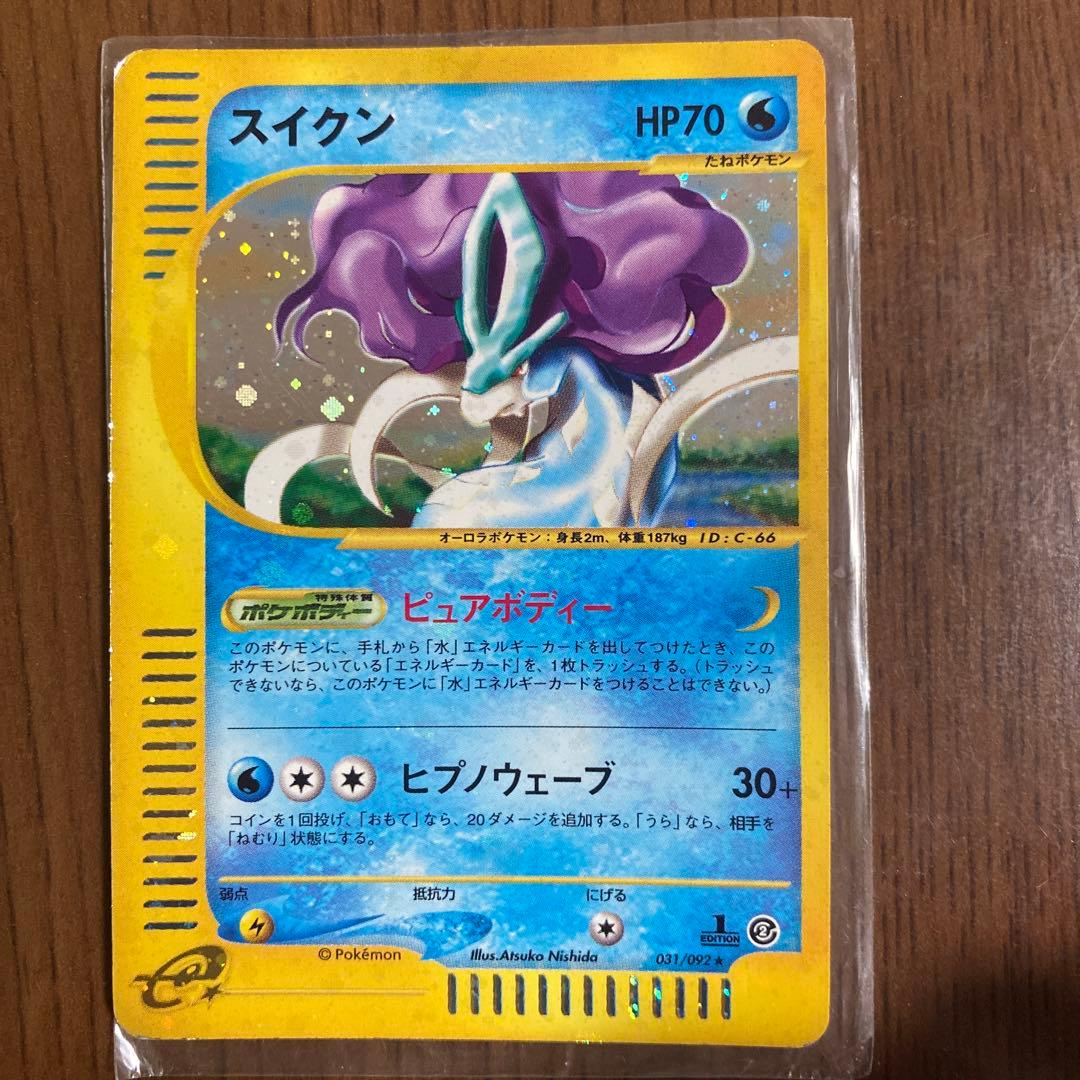 スイクン
HP70
たねポケモン
オーロラポケモン：身長2m、体重187kg ID：C-66
特殊体質
ポケボディー
ピュアボディー
このポケモンに、手札から「水」エネルギーカードを出してつけたとき、この
ポケモンについている「エネルギーカード」を、1枚トラッシュする。（トラッシュ
できないなら、このポケモンに「水」エネルギーカードをつけることはできない。）
ヒプノウェーブ 30+
コインを1回投げ、「おもて」なら、20ダメージを追加する。「うら」なら、相手を
「ねむり」状態にする。
弱点 抵抗力 にげる
1
EDITION
2
©Pokémon Illus.Atsuko Nishida 031/092★
e